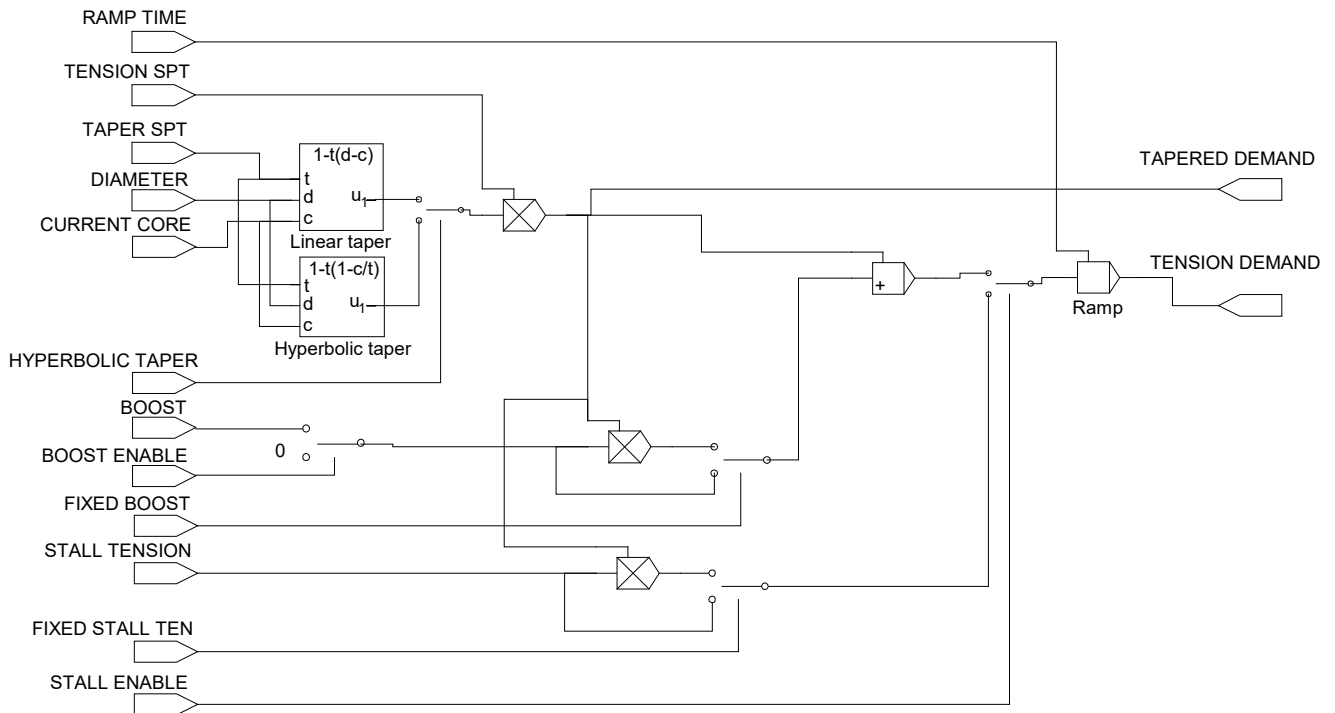 RAMP TIME
TENSION SPT
TAPER SPT
DIAMETER
CURRENT CORE
1-t(d-c)
t
d
u1
c
Linear taper
1-t(1-c/t)
t
d
u1
c
Hyperbolic taper
TAPERED DEMAND
TENSION DEMAND
+
Ramp
HYPERBOLIC TAPER
BOOST
0
BOOST ENABLE
FIXED BOOST
STALL TENSION
FIXED STALL TEN
STALL ENABLE